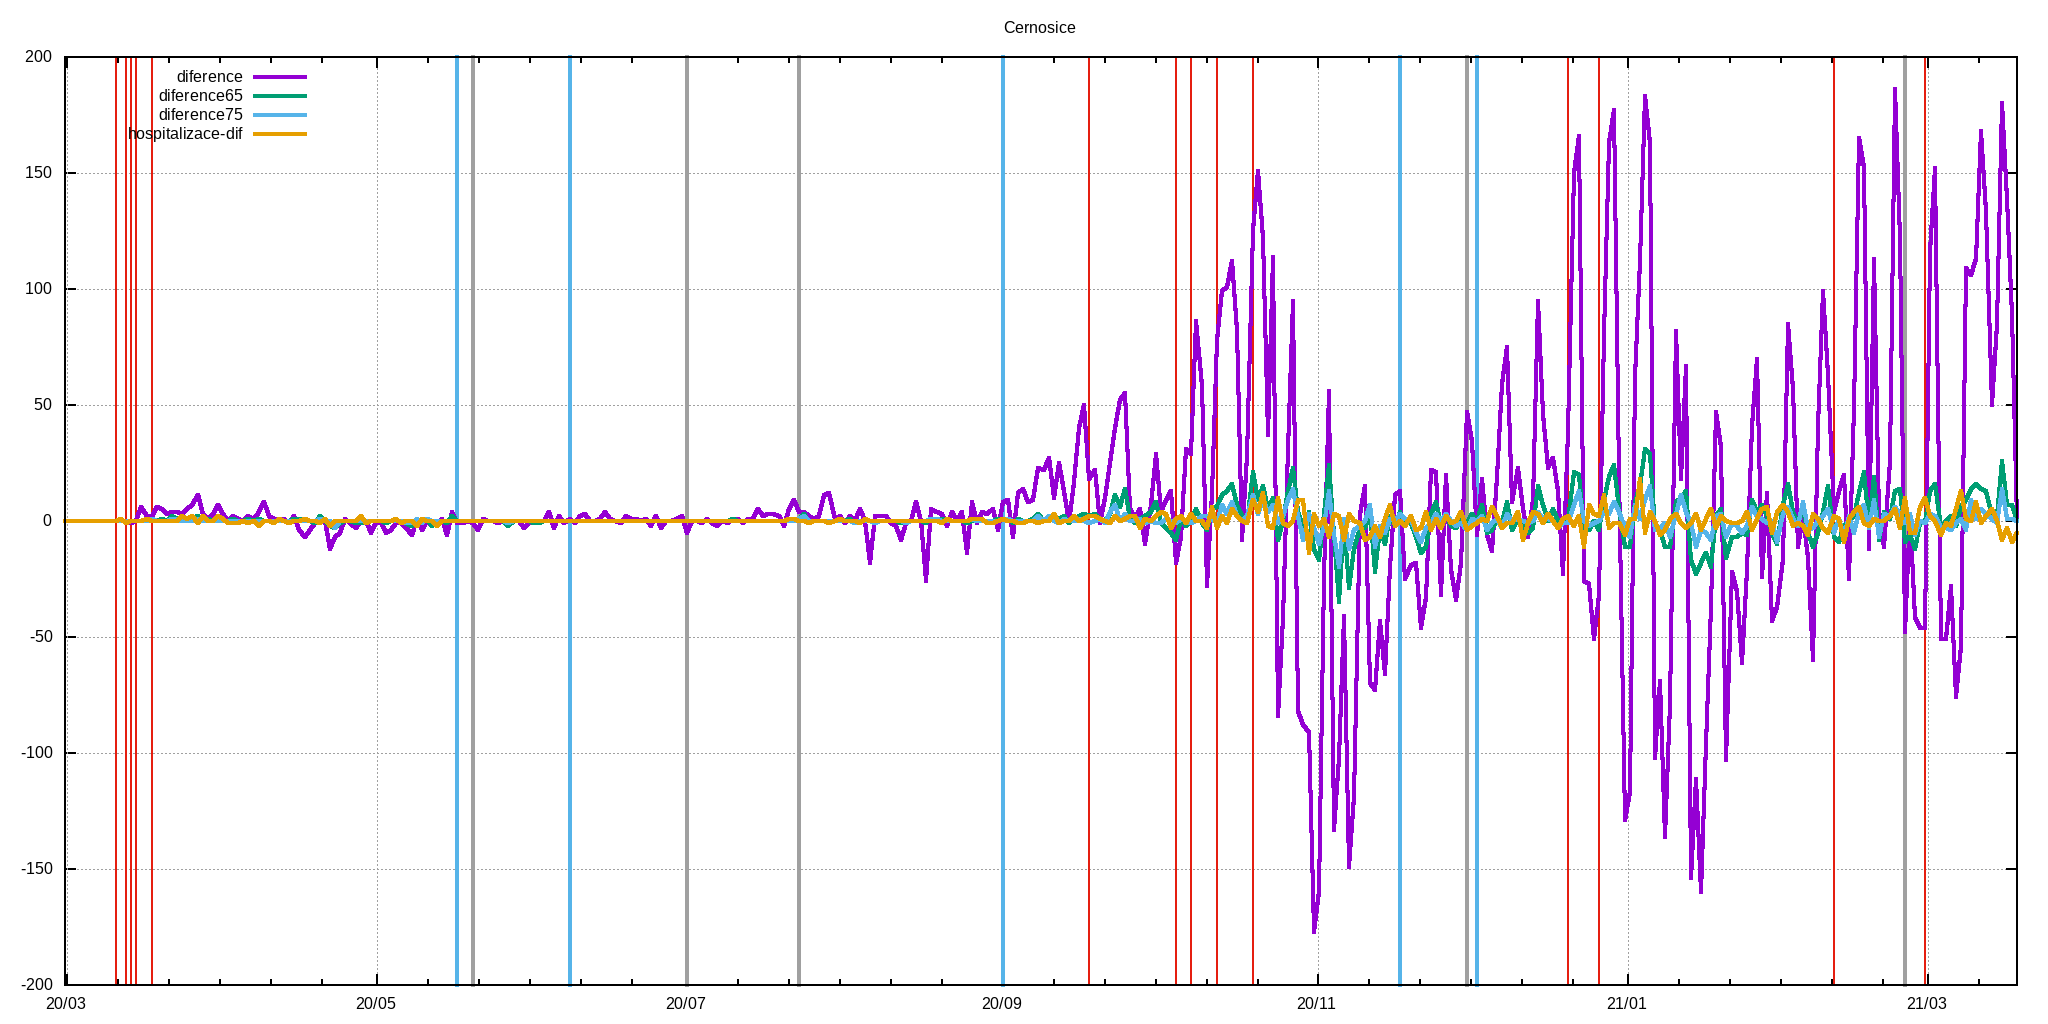 Cernosice
diference
diference65
diference75
hospitalizace-dif
200
150
100
50
0
-50
-100
-150
-200
20/03 20/05 20/07 20/09 20/11 21/01 21/03